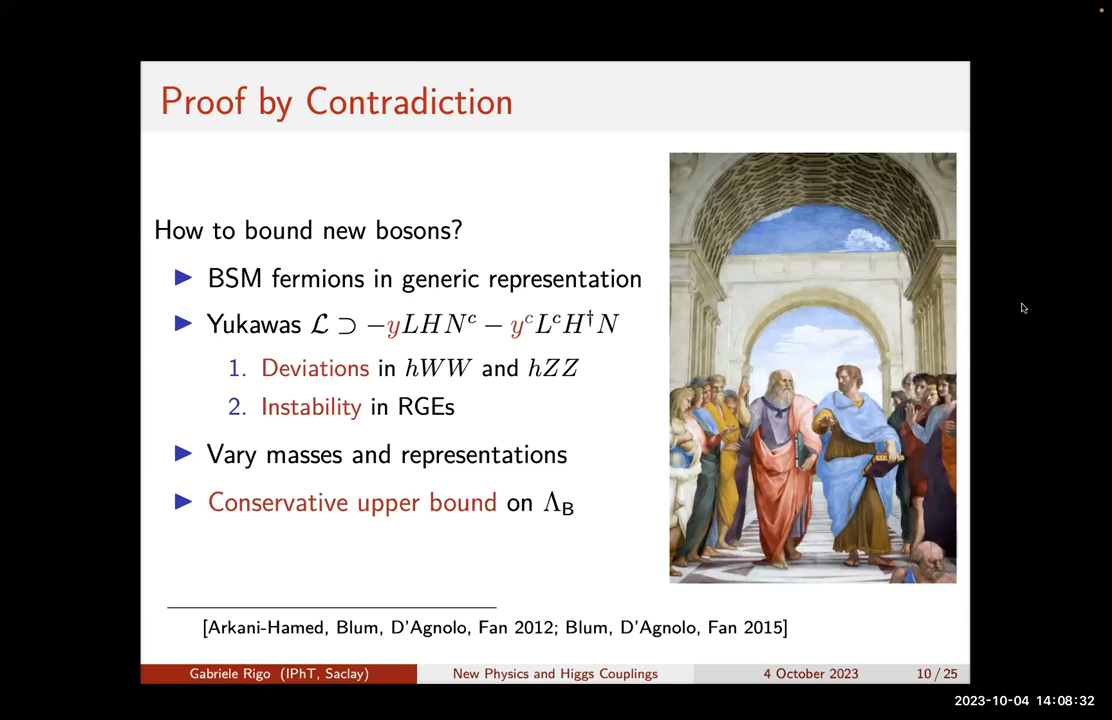 Proof by Contradiction
How to bound new bosons?
▶ BSM fermions in generic representation
▶ Yukawas ℒ ⊃ −yLHNᶜ − yᶜLᶜH†N
1. Deviations in hWW and hZZ
2. Instability in RGEs
▶ Vary masses and representations
▶ Conservative upper bound on Λ_B
[Arkani-Hamed, Blum, D'Agnolo, Fan 2012; Blum, D'Agnolo, Fan 2015]
Gabriele Rigo (IPhT, Saclay) New Physics and Higgs Couplings 4 October 2023 10 / 25
2023-10-04 14:08:32